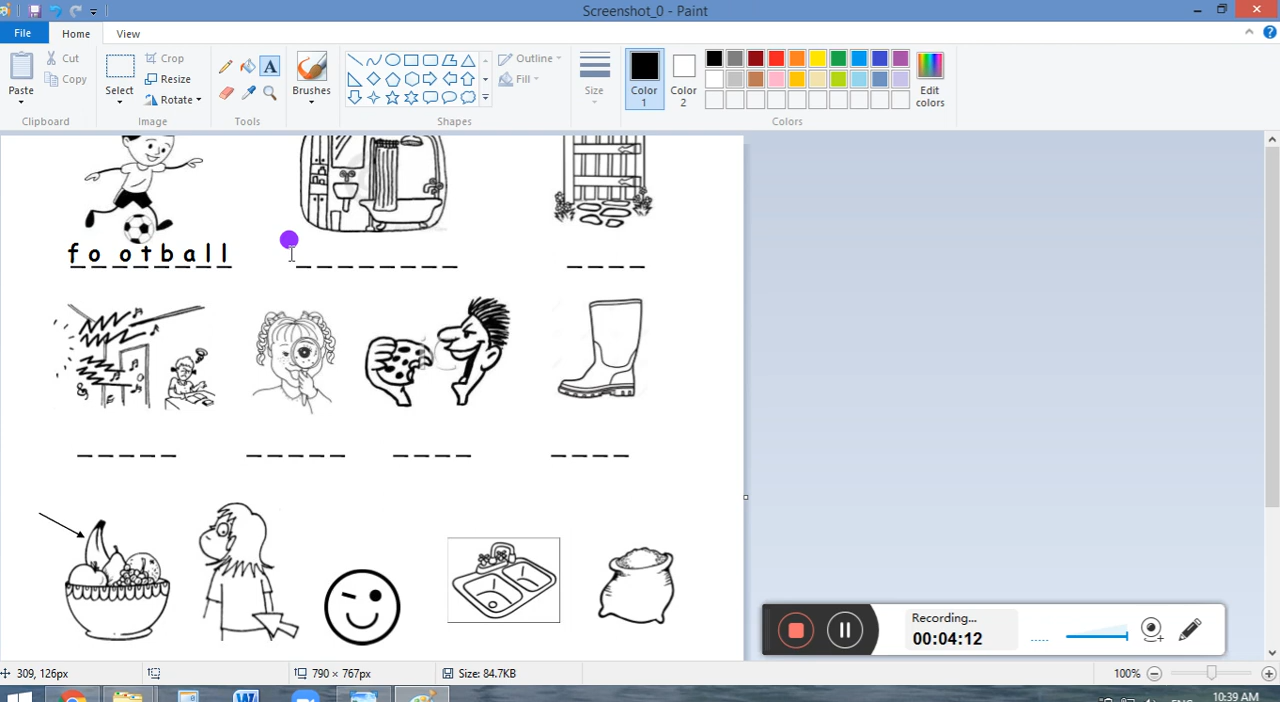 Screenshot_0 - Paint
File Home View
Cut
Copy
Paste
Clipboard
Crop
Resize
Rotate
Select
Image
Tools
Brushes
Shapes
Outline
Fill
Size
Color 1
Color 2
Edit colors
Colors
football
Recording...
00:04:12
309, 126px
790 × 767px
Size: 84.7KB
100%
10:39 AM